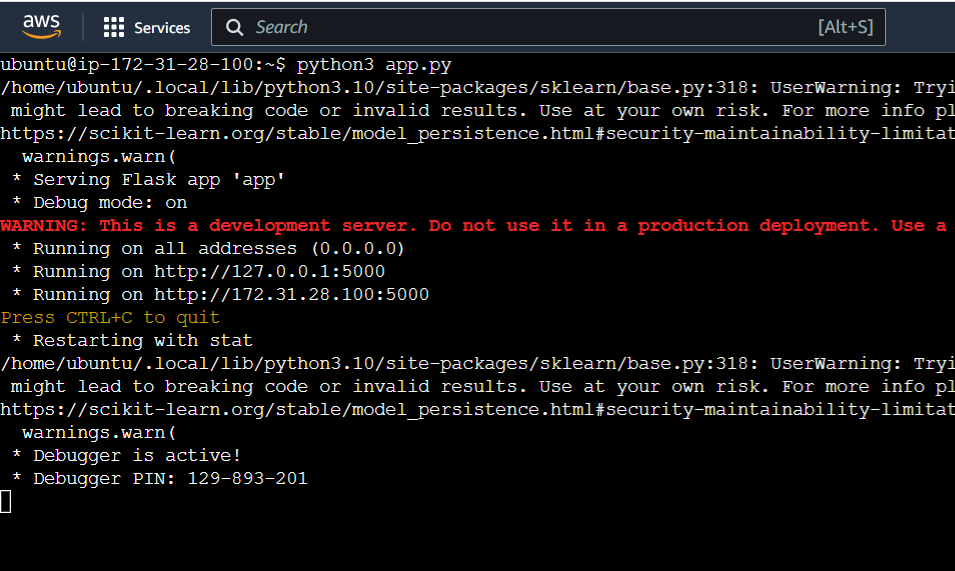 aws
Services
Search
[Alt+S]
ubuntu@ip-172-31-28-100:~$ python3 app.py
/home/ubuntu/.local/lib/python3.10/site-packages/sklearn/base.py:318: UserWarning: Tryi
might lead to breaking code or invalid results. Use at your own risk. For more info pl
https://scikit-learn.org/stable/model_persistence.html#security-maintainability-limitat
warnings.warn(
* Serving Flask app 'app'
* Debug mode: on
WARNING: This is a development server. Do not use it in a production deployment. Use a
* Running on all addresses (0.0.0.0)
* Running on http://127.0.0.1:5000
* Running on http://172.31.28.100:5000
Press CTRL+C to quit
* Restarting with stat
/home/ubuntu/.local/lib/python3.10/site-packages/sklearn/base.py:318: UserWarning: Tryi
might lead to breaking code or invalid results. Use at your own risk. For more info pl
https://scikit-learn.org/stable/model_persistence.html#security-maintainability-limitat
warnings.warn(
* Debugger is active!
* Debugger PIN: 129-893-201